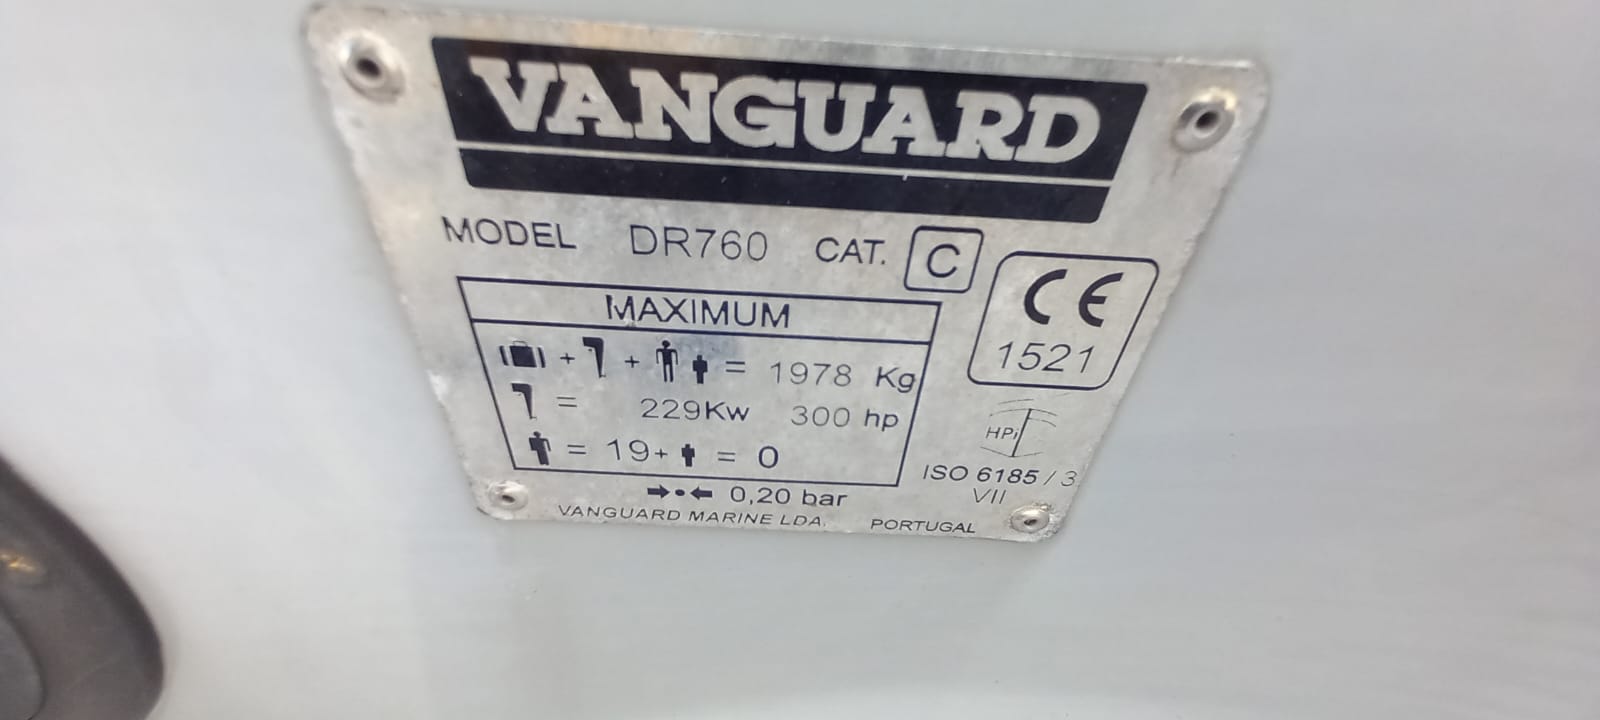 VANGUARD
MODEL DR760 CAT. C
CE
1521
MAXIMUM
+ + = 1978 Kg
= 229Kw 300 hp
= 19+ = 0
HPi
ISO 6185 / 3
VII
0,20 bar
VANGUARD MARINE LDA. PORTUGAL